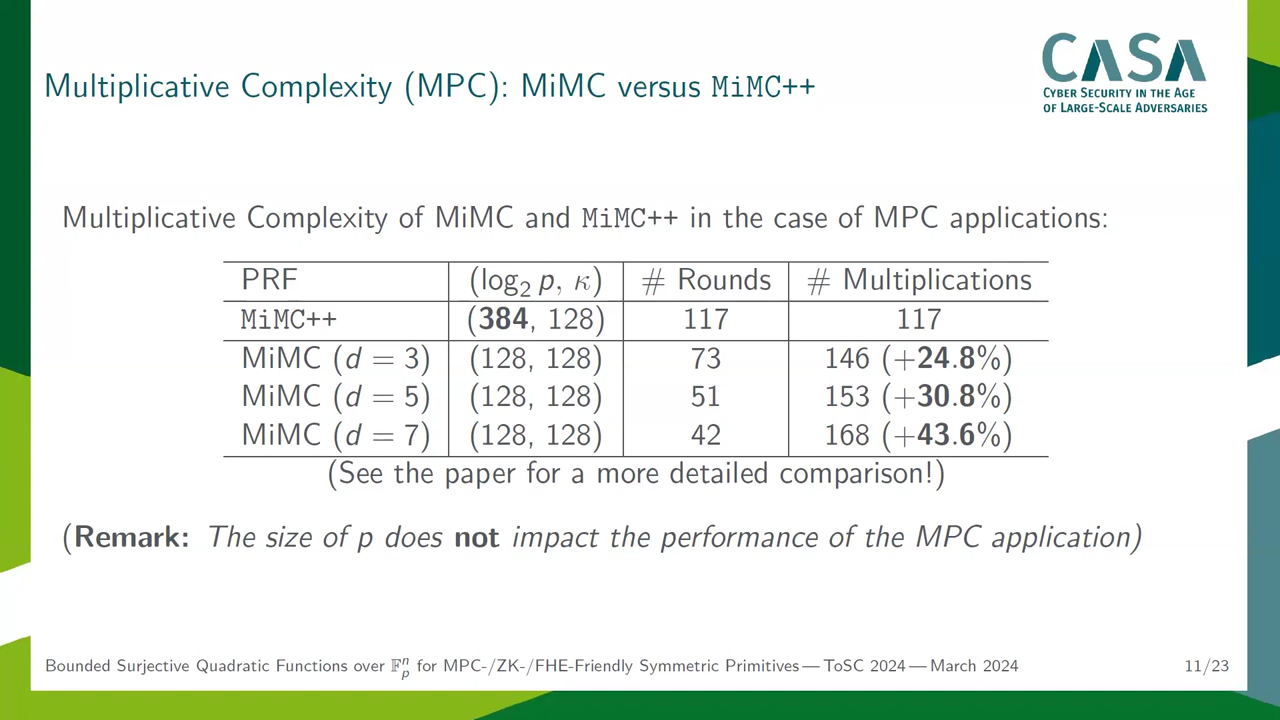 Multiplicative Complexity (MPC): MiMC versus MiMC++
CASA
CYBER SECURITY IN THE AGE
OF LARGE-SCALE ADVERSARIES
Multiplicative Complexity of MiMC and MiMC++ in the case of MPC applications:
PRF (log₂ p, κ) # Rounds # Multiplications
MiMC++ (384, 128) 117 117
MiMC (d = 3) (128, 128) 73 146 (+24.8%)
MiMC (d = 5) (128, 128) 51 153 (+30.8%)
MiMC (d = 7) (128, 128) 42 168 (+43.6%)
(See the paper for a more detailed comparison!)
(Remark: The size of p does not impact the performance of the MPC application)
Bounded Surjective Quadratic Functions over 𝔽ₚⁿ for MPC-/ZK-/FHE-Friendly Symmetric Primitives — ToSC 2024 — March 2024 11/23